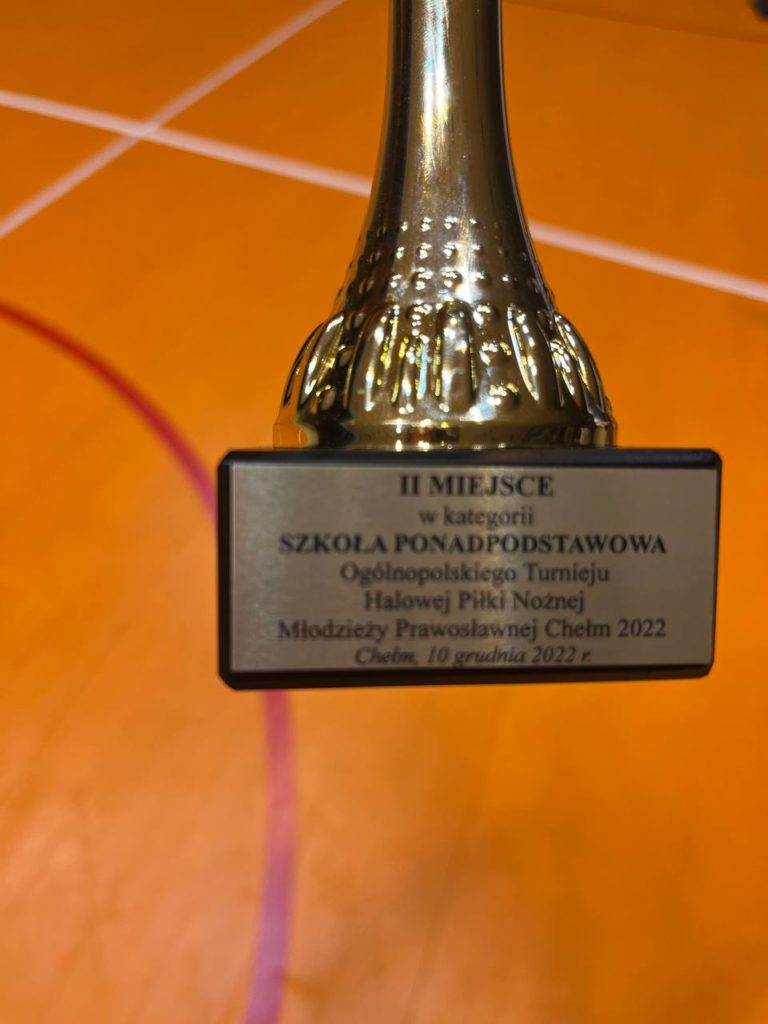 II MIEJSCE
w kategorii
SZKOŁA PONADPODSTAWOWA
Ogólnopolskiego Turnieju
Halowej Piłki Nożnej
Młodzieży Prawosławnej Chełm 2022
Chełm, 10 grudnia 2022 r.